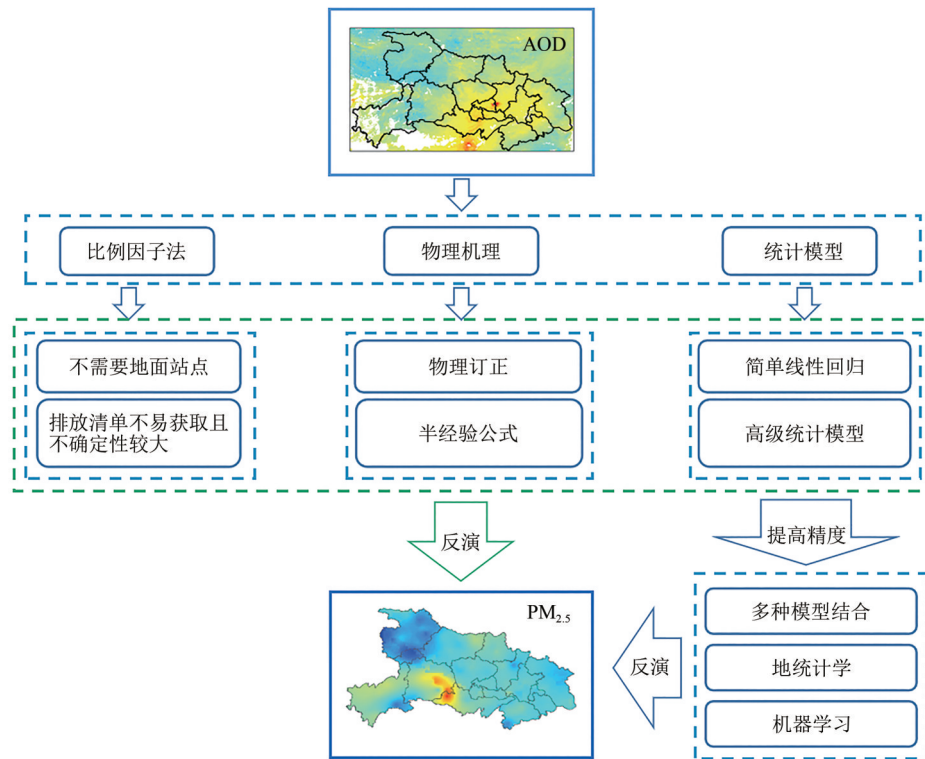 AOD
比例因子法
物理机理
统计模型
不需要地面站点
物理订正
简单线性回归
排放清单不易获取且
不确定性较大
半经验公式
高级统计模型
反演
提高精度
PM₂.₅
多种模型结合
反演
地统计学
机器学习